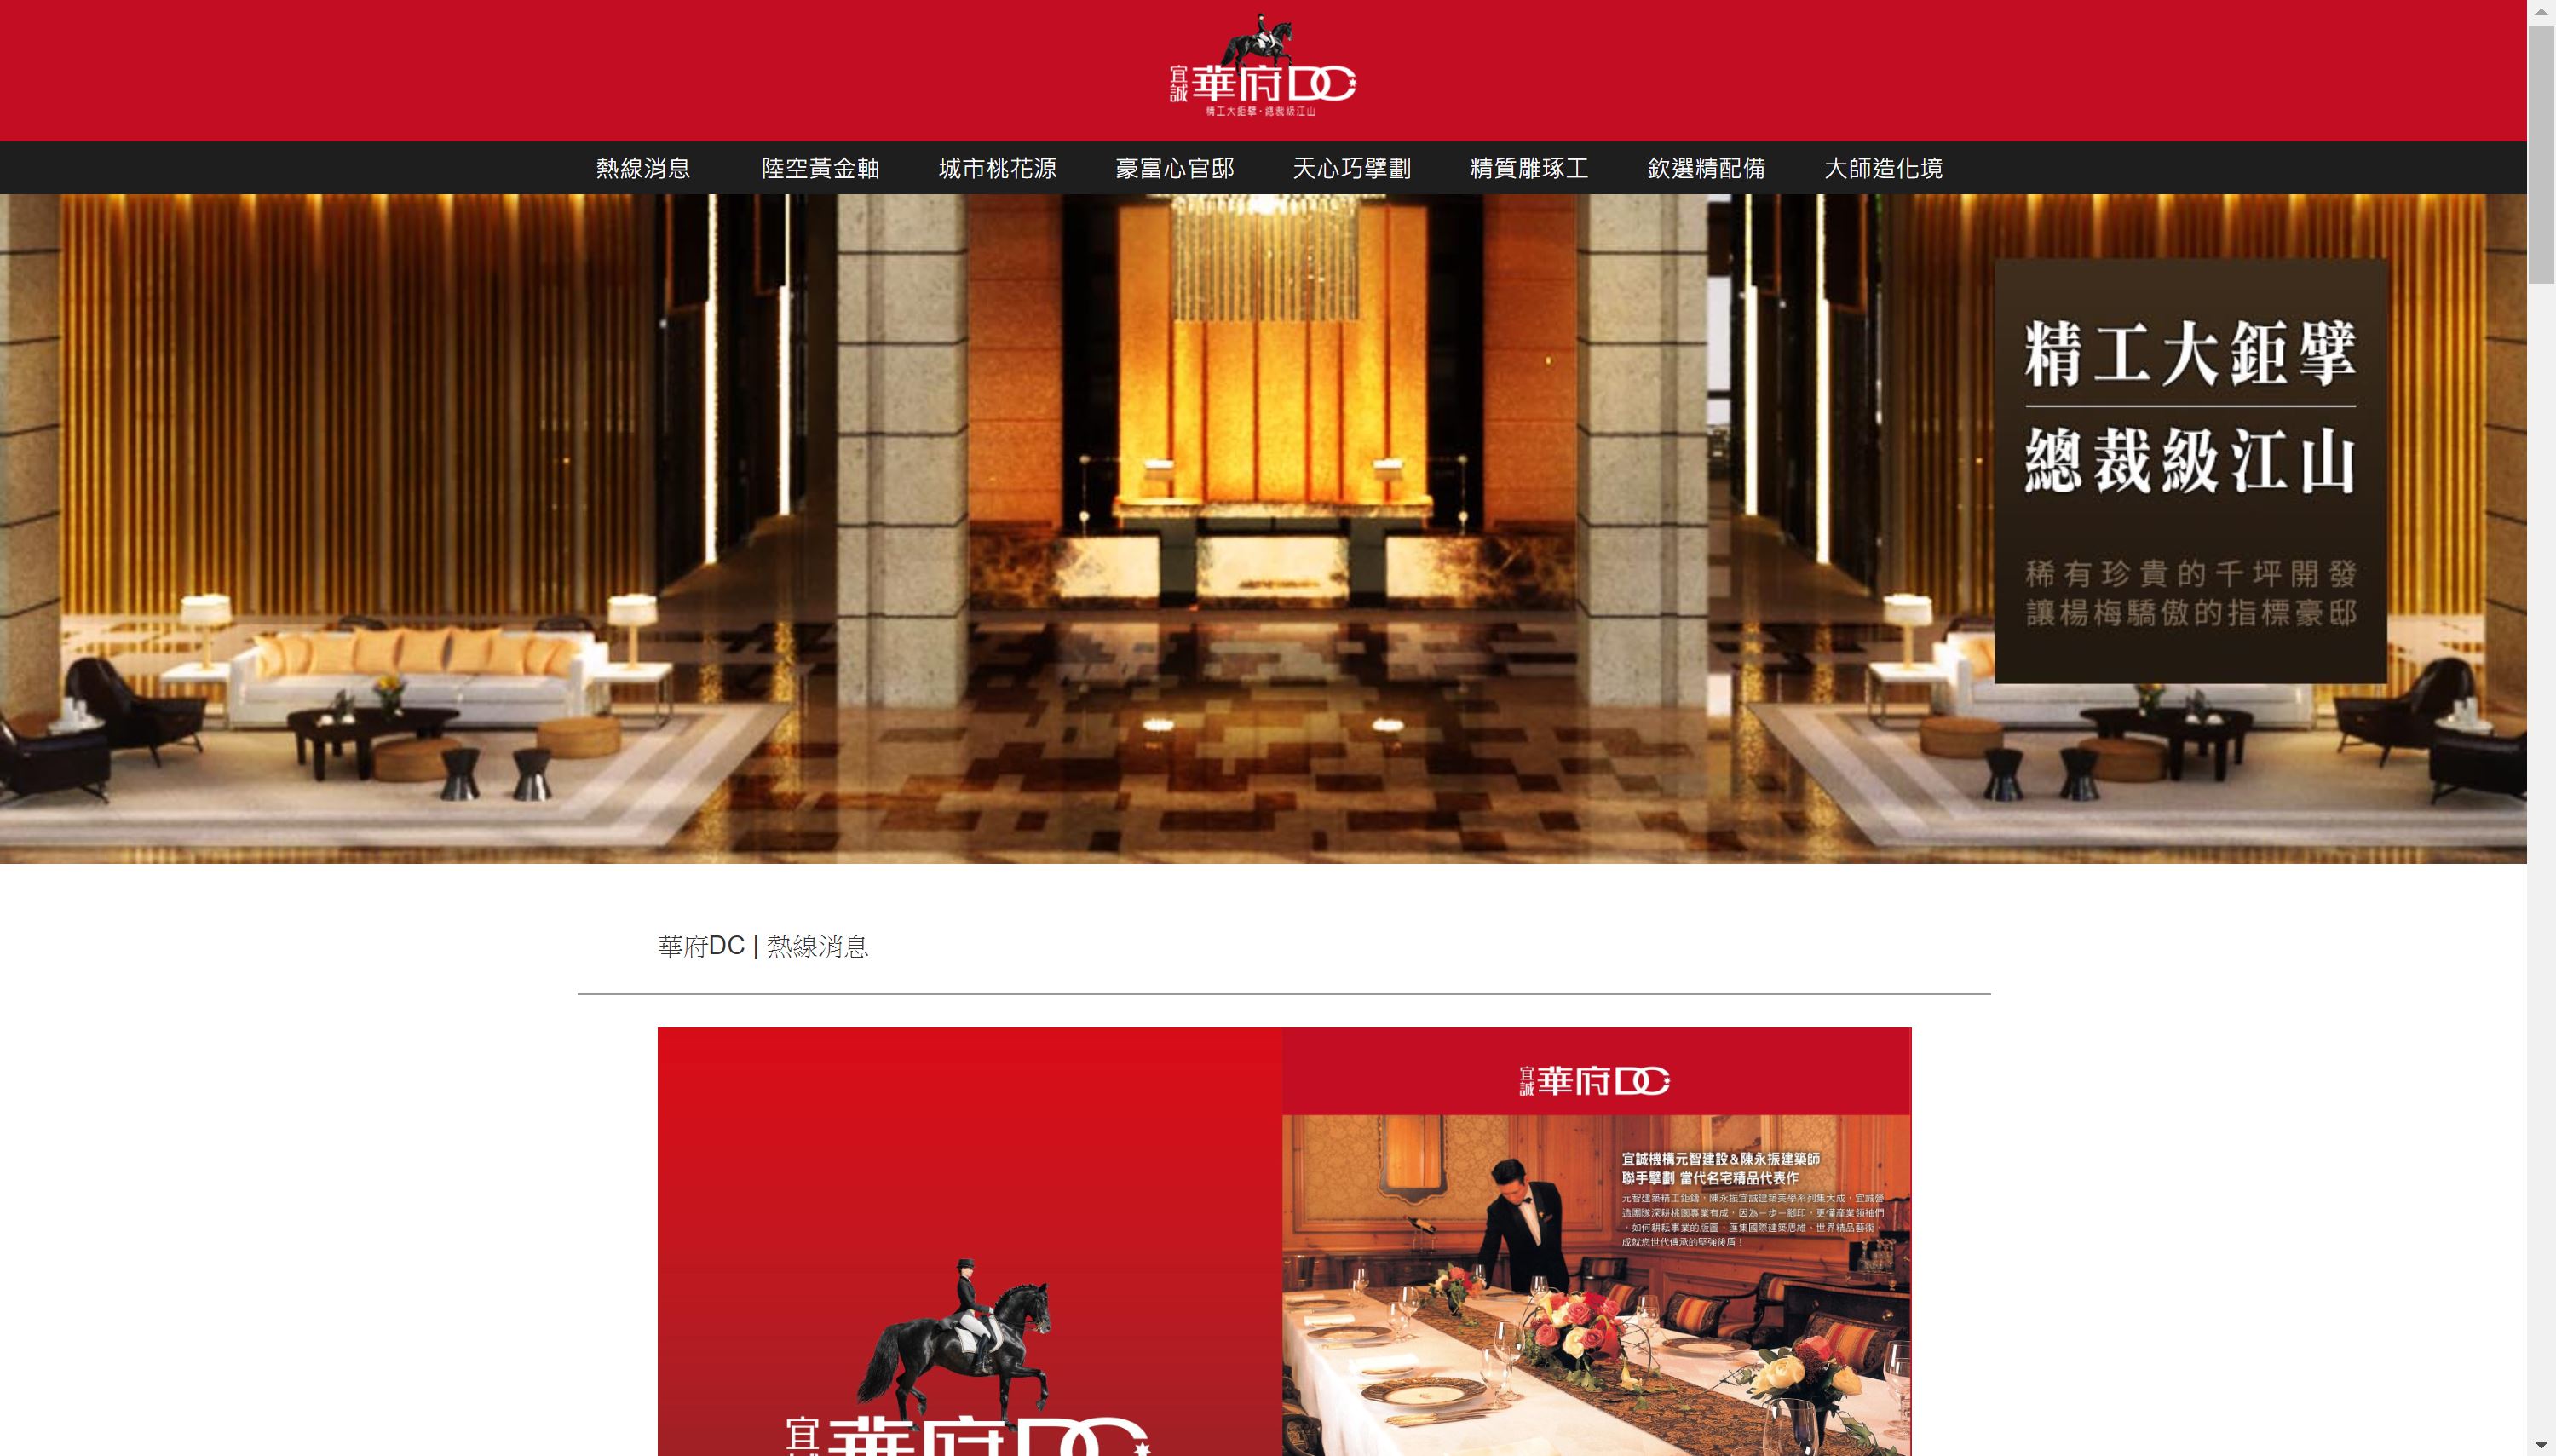 宜誠 華府DC
精工大鉅擘・總裁級江山
熱線消息 陸空黃金軸 城市桃花源 豪富心官邸 天心巧擘劃 精質雕琢工 欽選精配備 大師造化境
精工大鉅擘
總裁級江山
稀有珍貴的千坪開發
讓楊梅驕傲的指標豪邸
華府DC | 熱線消息
宜誠 華府DC
宜誠機構元智建設&陳永振建築師
聯手擘劃 當代名宅精品代表作
元智建築精工鉅鑄，陳永振宜誠建築美學系列集大成，宜誠營
造團隊深耕桃園專業有成，因為一步一腳印，更懂產業領袖們
，如何耕耘事業的版圖。匯集國際建築思維、世界精品藝術，
成就您世代傳承的堅強後盾！
宜誠 華府DC